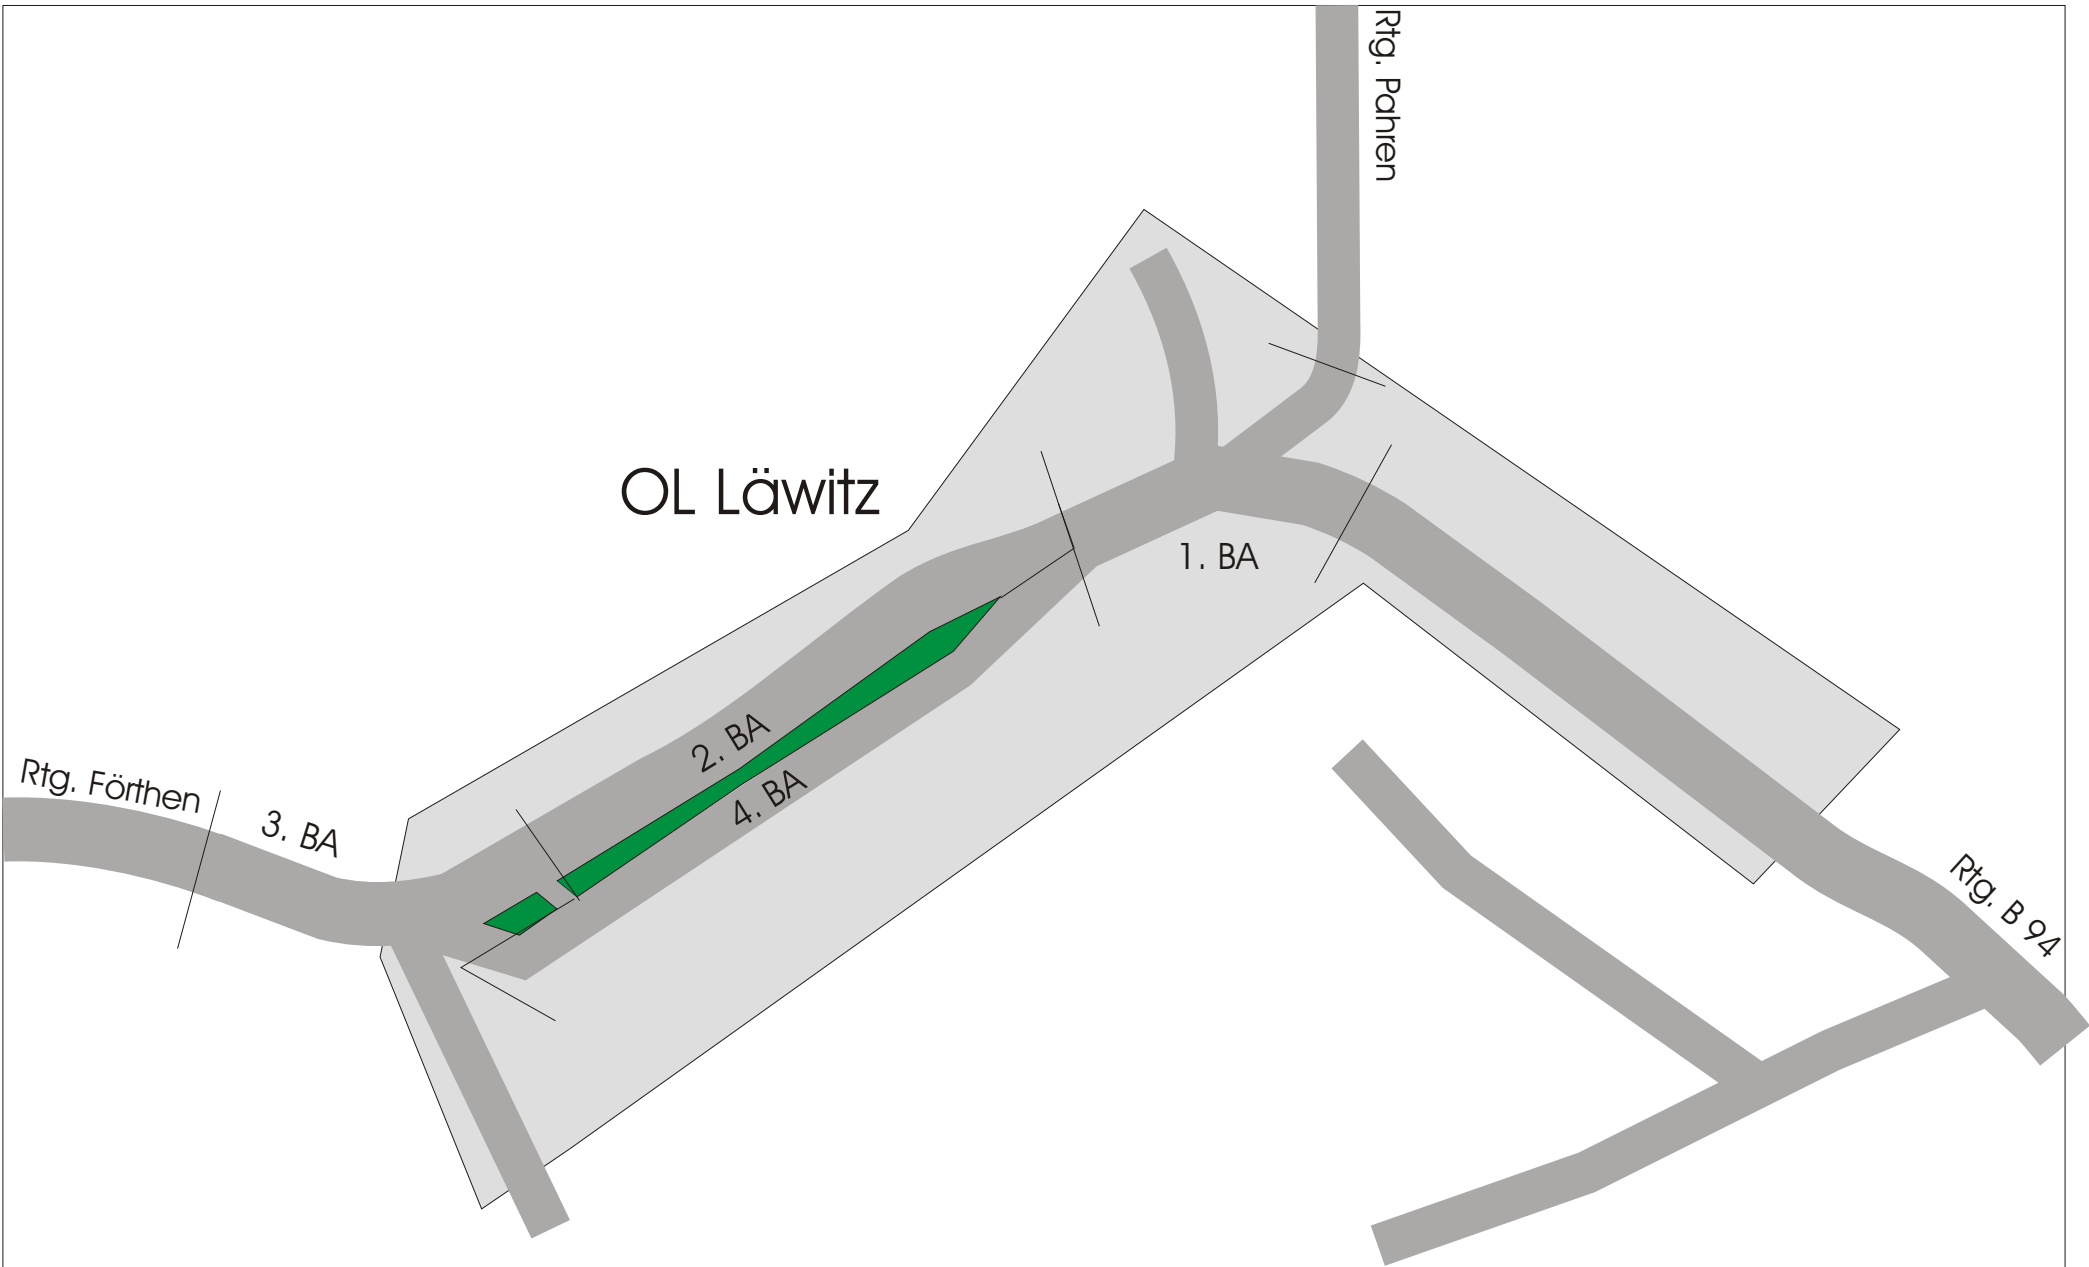 Rtg. Pahren
OL Läwitz
1. BA
2. BA
4. BA
Rtg. Förthen
3. BA
Rtg. B 94